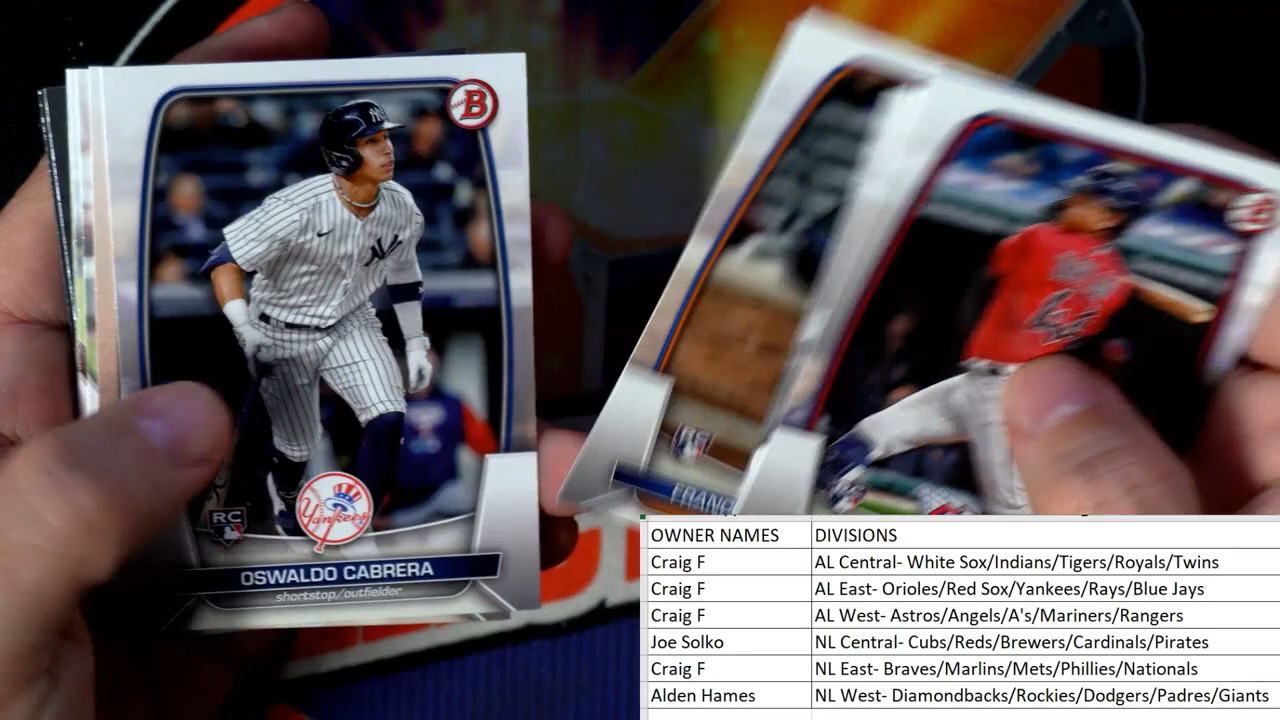 B
NY
RC
Yankees
OSWALDO CABRERA
shortstop/outfielder
B
RC
OWNER NAMES DIVISIONS
Craig F AL Central- White Sox/Indians/Tigers/Royals/Twins
Craig F AL East- Orioles/Red Sox/Yankees/Rays/Blue Jays
Craig F AL West- Astros/Angels/A's/Mariners/Rangers
Joe Solko NL Central- Cubs/Reds/Brewers/Cardinals/Pirates
Craig F NL East- Braves/Marlins/Mets/Phillies/Nationals
Alden Hames NL West- Diamondbacks/Rockies/Dodgers/Padres/Giants